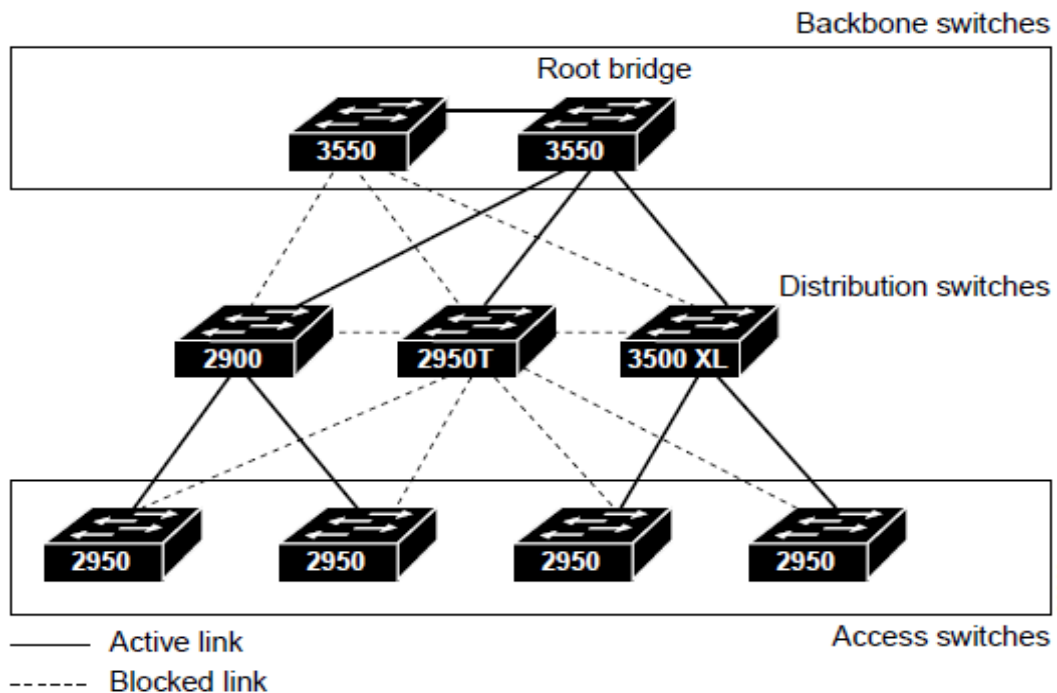 Backbone switches
Root bridge
3550
3550
Distribution switches
2900
2950T
3500 XL
2950
2950
2950
2950
Active link
Access switches
Blocked link